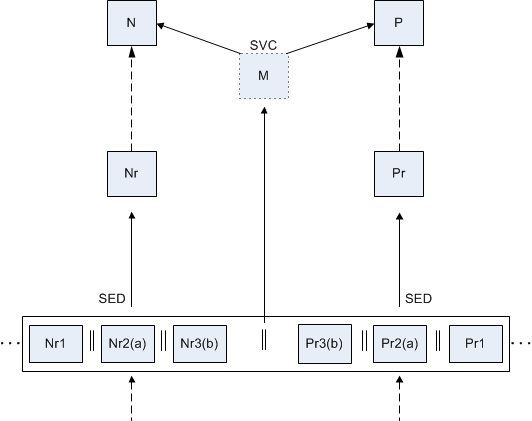 N
P
SVC
M
Nr
Pr
SED
SED
... Nr1 || Nr2(a) || Nr3(b) || Pr3(b) || Pr2(a) || Pr1 ...